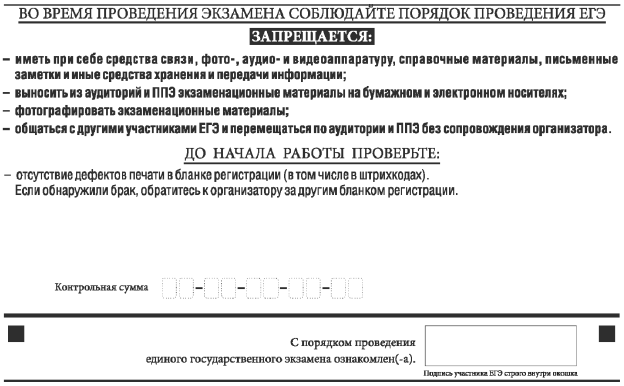 ВО ВРЕМЯ ПРОВЕДЕНИЯ ЭКЗАМЕНА СОБЛЮДАЙТЕ ПОРЯДОК ПРОВЕДЕНИЯ ЕГЭ
ЗАПРЕЩАЕТСЯ:
– иметь при себе средства связи, фото-, аудио- и видеоаппаратуру, справочные материалы, письменные
заметки и иные средства хранения и передачи информации;
– выносить из аудиторий и ППЭ экзаменационные материалы на бумажном и электронном носителях;
– фотографировать экзаменационные материалы;
– общаться с другими участниками ЕГЭ и перемещаться по аудитории и ППЭ без сопровождения организатора.
ДО НАЧАЛА РАБОТЫ ПРОВЕРЬТЕ:
– отсутствие дефектов печати в бланке регистрации (в том числе в штрихкодах).
Если обнаружили брак, обратитесь к организатору за другим бланком регистрации.
Контрольная сумма
С порядком проведения
единого государственного экзамена ознакомлен(-а).
Подпись участника ЕГЭ строго внутри окошка